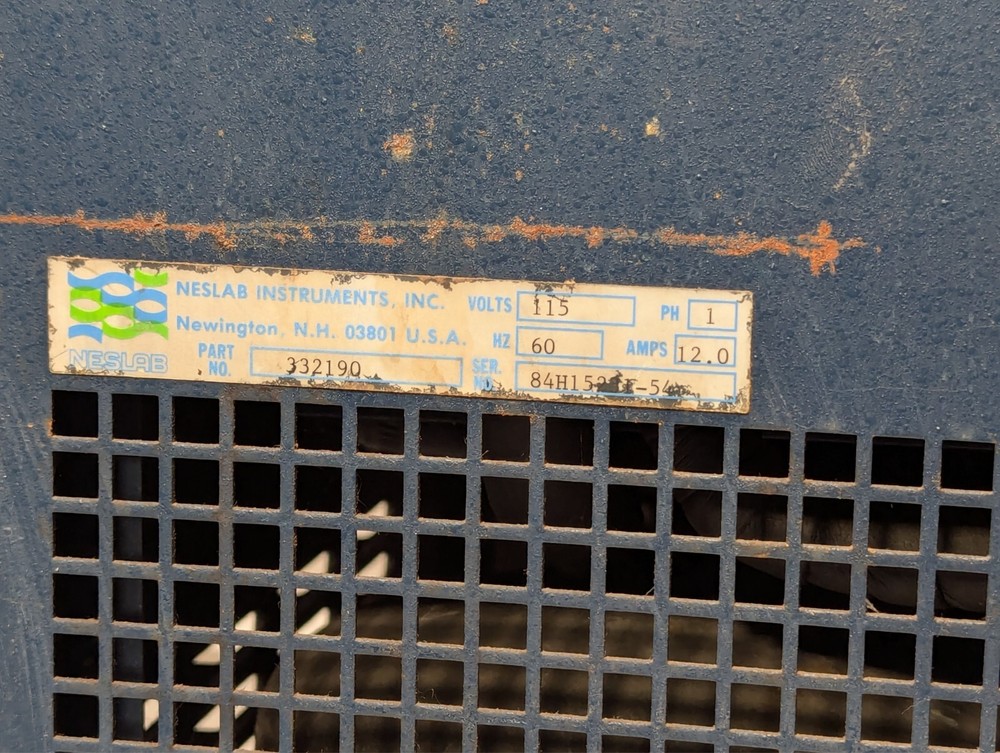 NESLAB INSTRUMENTS, INC.
Newington, N.H. 03801 U.S.A.
NESLAB
PART NO. 332190
VOLTS 115 PH 1
HZ 60 AMPS 12.0
SER. NO.